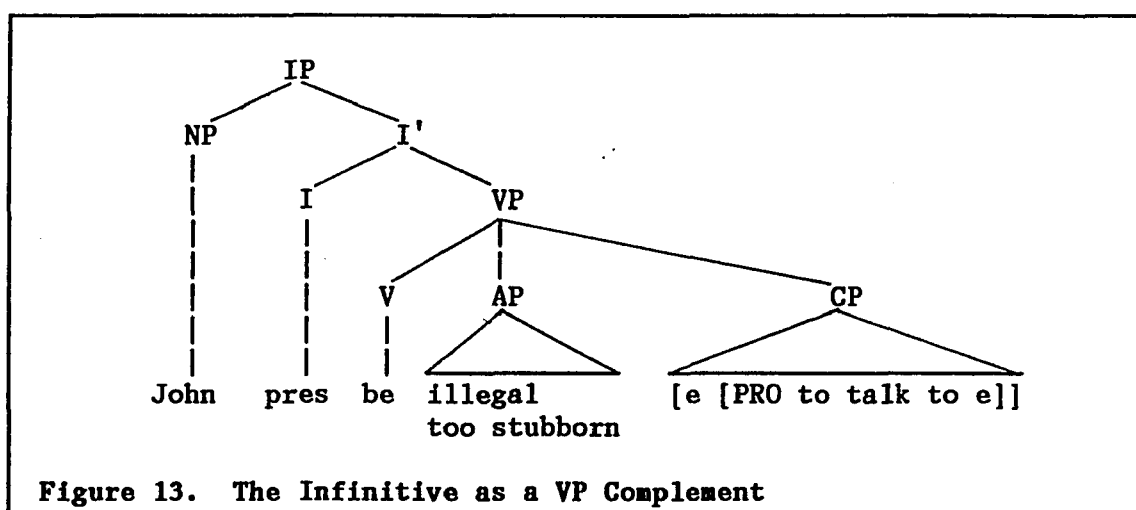 IP
NP I'
I VP
V AP CP
John pres be illegal [e [PRO to talk to e]]
too stubborn
Figure 13. The Infinitive as a VP Complement